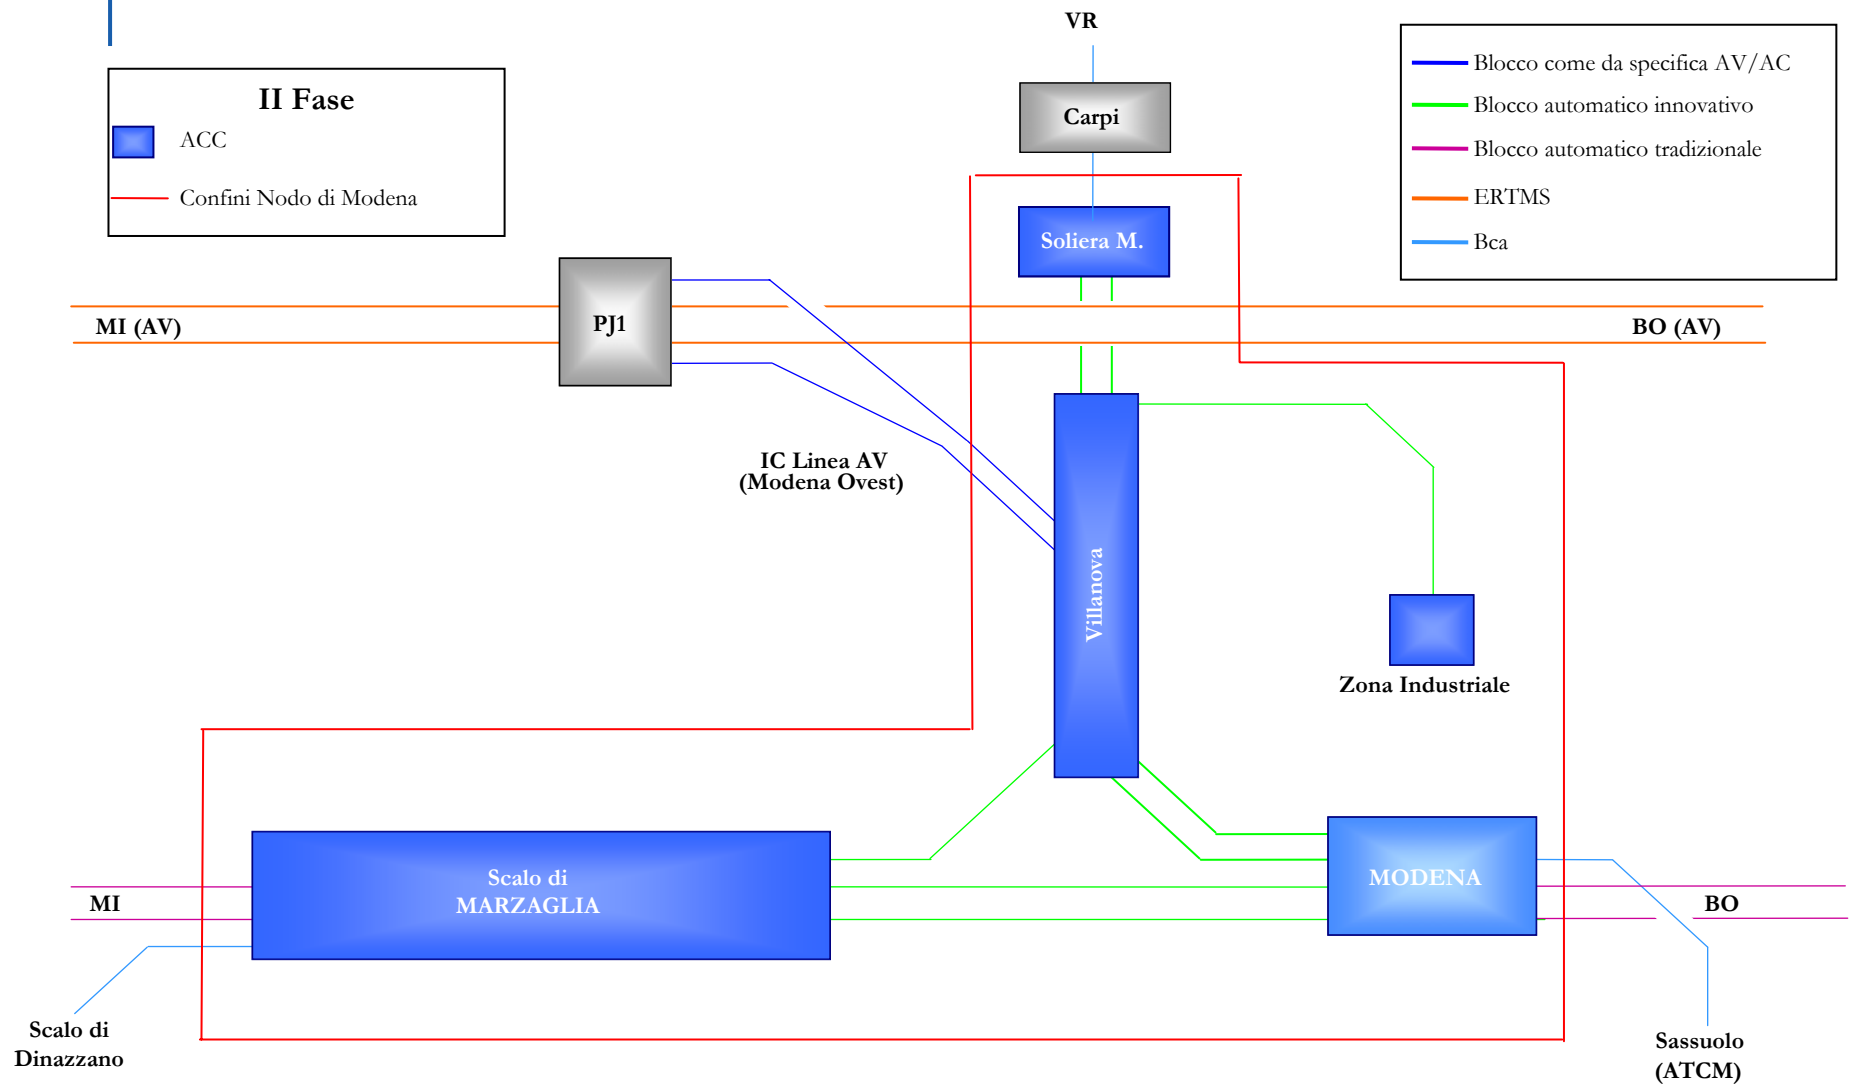 VR
II Fase
ACC
Confini Nodo di Modena
Blocco come da specifica AV/AC
Blocco automatico innovativo
Blocco automatico tradizionale
ERTMS
Bca
Carpi
Soliera M.
MI (AV)
PJ1
BO (AV)
IC Linea AV
(Modena Ovest)
Villanova
Zona Industriale
Scalo di
MARZAGLIA
MODENA
MI
BO
Scalo di
Dinazzano
Sassuolo
(ATCM)